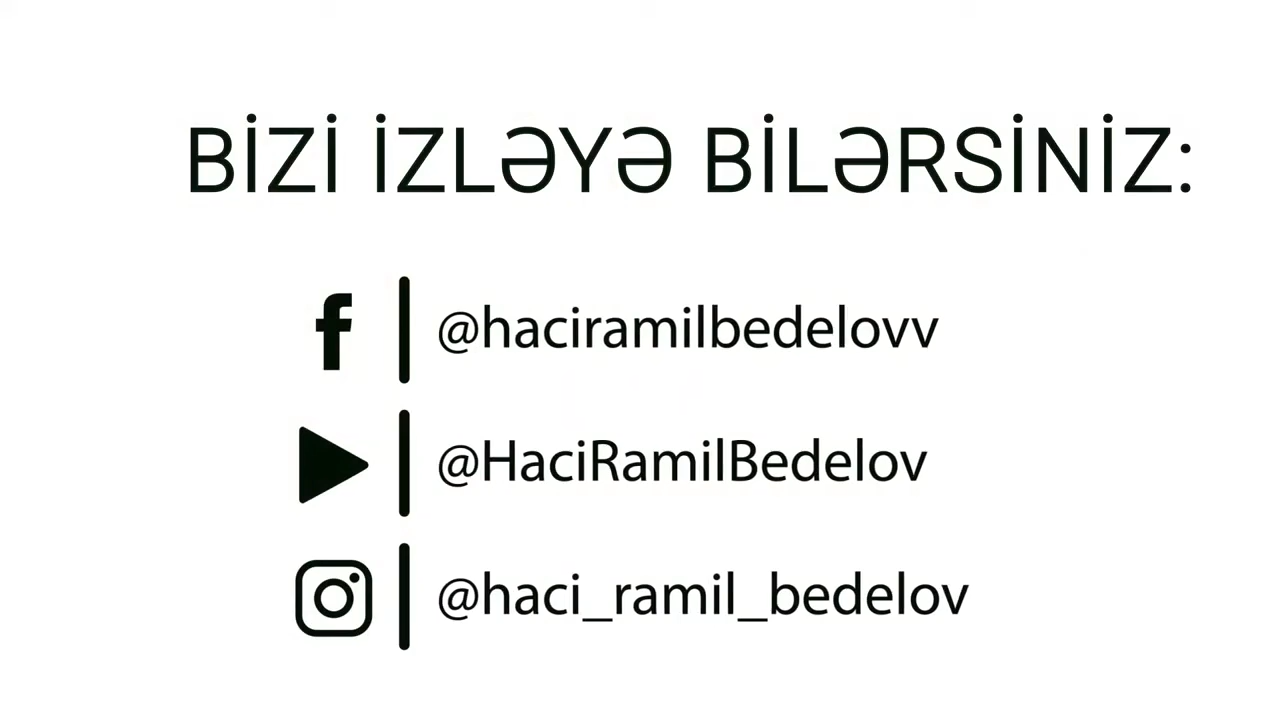 BİZİ İZLƏYƏ BİLƏRSİNİZ:
@haciramilbedelovv
@HaciRamilBedelov
@haci_ramil_bedelov